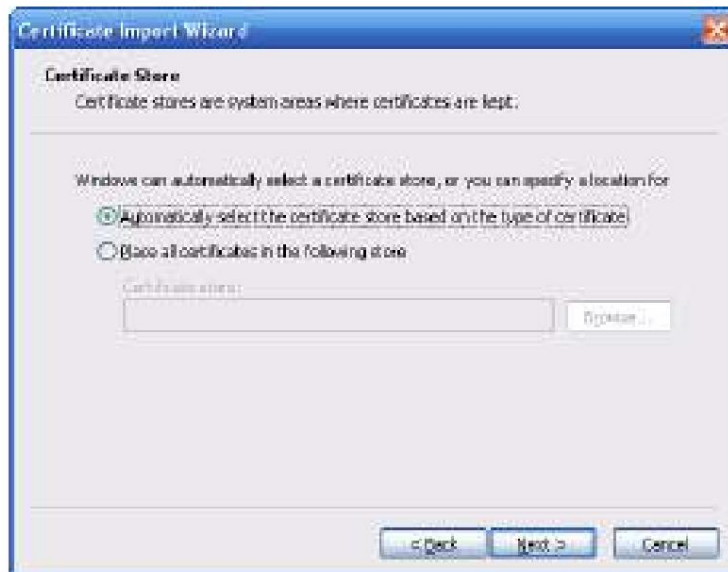 Certificate Import Wizard
Certificate Store
Certificate stores are system areas where certificates are kept.
Windows can automatically select a certificate store, or you can specify a location for
Automatically select the certificate store based on the type of certificate
Place all certificates in the following store
Certificate store:
Browse...
< Back
Next >
Cancel